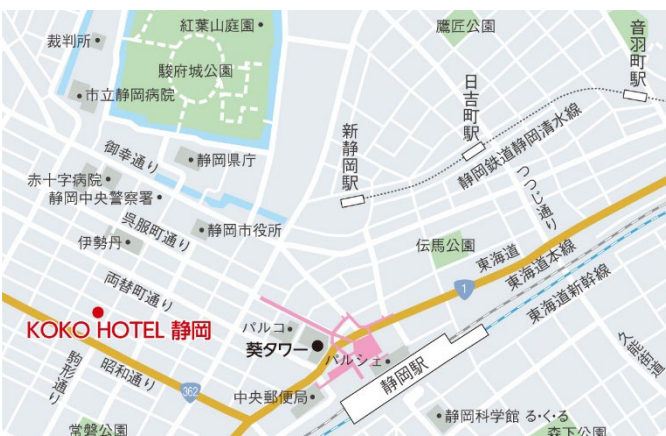 紅葉山庭園
鷹匠公園
音羽町駅
裁判所
駿府城公園
日吉町駅
市立静岡病院
新静岡駅
静岡鉄道静岡清水線
御幸通り
静岡県庁
赤十字病院
静岡中央警察署
つつじ通り
呉服町通り
静岡市役所
伊勢丹
伝馬公園
東海道
東海道本線
両替町通り
1
東海道新幹線
KOKO HOTEL 静岡
パルコ
葵タワー
パルシェ
静岡駅
久能街道
駒形通り
昭和通り
362
中央郵便局
静岡科学館 る・く・る
常磐公園
森下公園